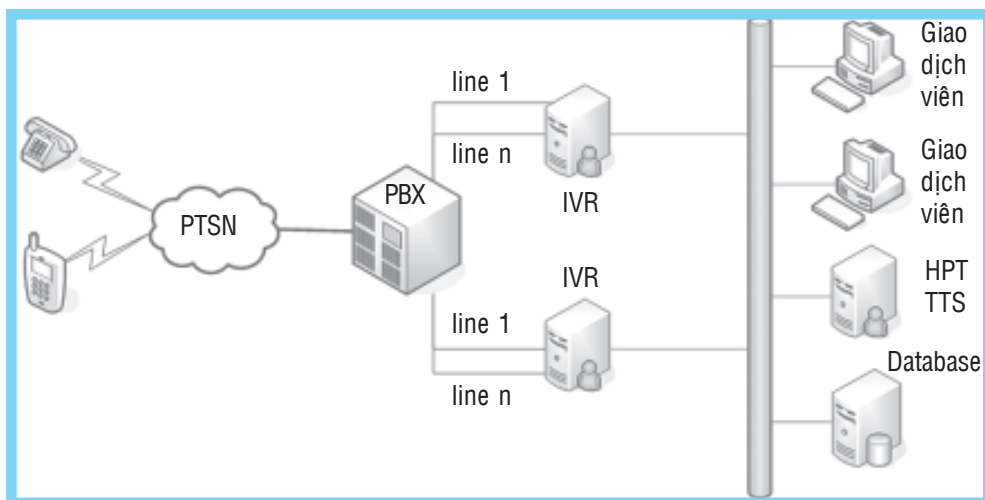 PTSN
PBX
line 1
line n
IVR
IVR
line 1
line n
Giao
dịch
viên
Giao
dịch
viên
HPT
TTS
Database